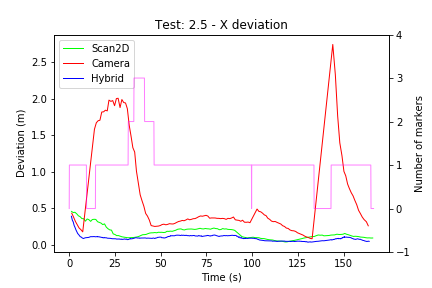 Test: 2.5 - X deviation
Scan2D
Camera
Hybrid
Deviation (m)
2.5
2.0
1.5
1.0
0.5
0.0
4
3
2
1
0
−1
Number of markers
0 25 50 75 100 125 150
Time (s)